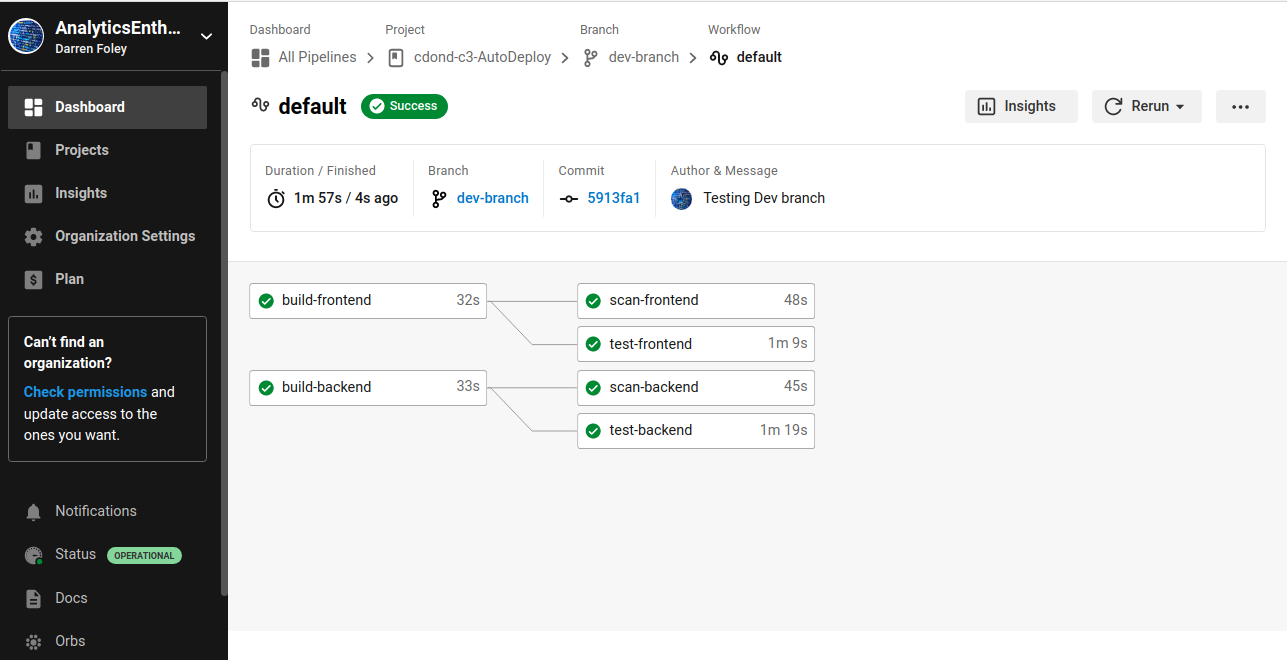 AnalyticsEnth...
Darren Foley
Dashboard
Projects
Insights
Organization Settings
Plan
Can't find an
organization?
Check permissions and
update access to the
ones you want.
Notifications
Status OPERATIONAL
Docs
Orbs
Dashboard Project Branch Workflow
All Pipelines cdond-c3-AutoDeploy dev-branch default
default Success Insights Rerun
Duration / Finished Branch Commit Author & Message
1m 57s / 4s ago dev-branch 5913fa1 Testing Dev branch
build-frontend 32s scan-frontend 48s
test-frontend 1m 9s
build-backend 33s scan-backend 45s
test-backend 1m 19s